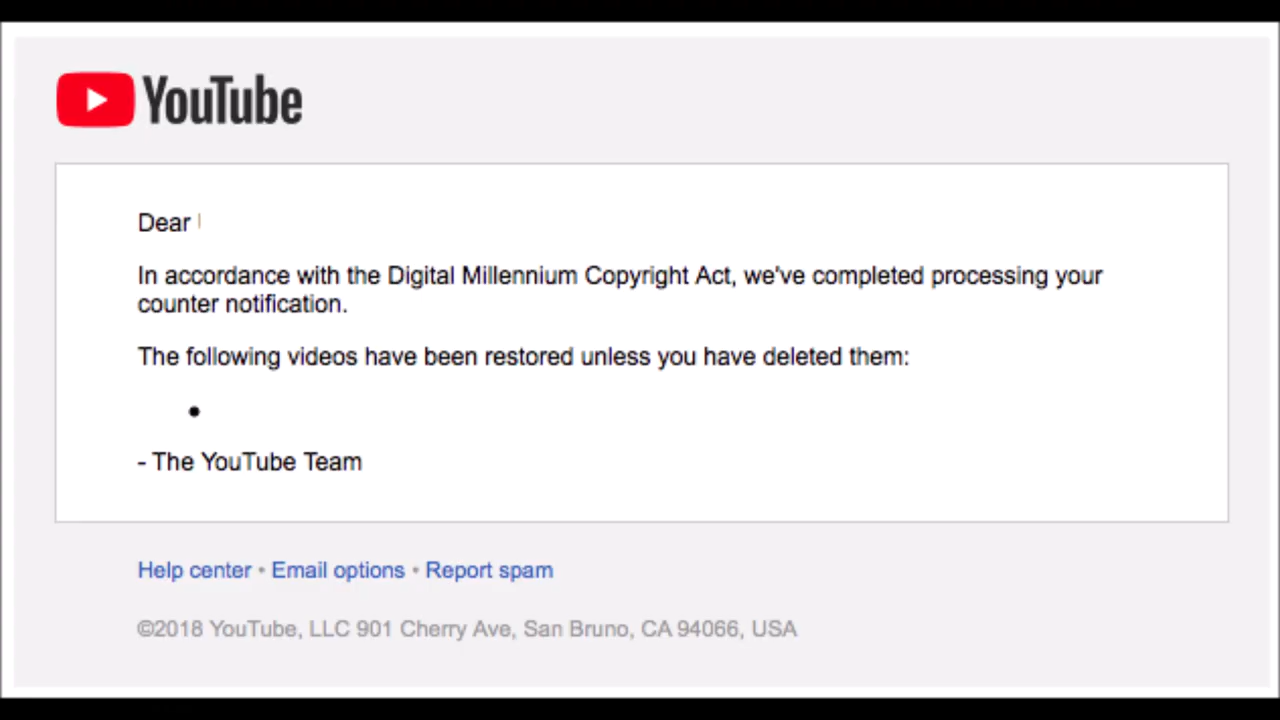 YouTube
Dear
In accordance with the Digital Millennium Copyright Act, we've completed processing your
counter notification.
The following videos have been restored unless you have deleted them:
•
- The YouTube Team
Help center • Email options • Report spam
©2018 YouTube, LLC 901 Cherry Ave, San Bruno, CA 94066, USA